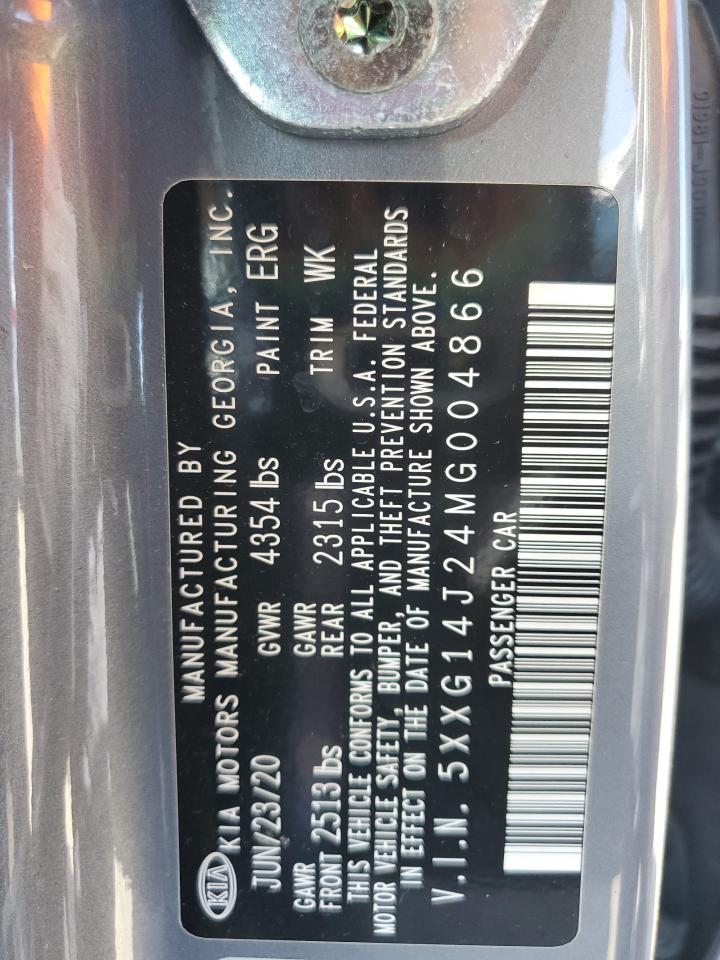 MANUFACTURED BY
KIA KIA MOTORS MANUFACTURING GEORGIA, INC.
JUN/23/20 GVWR 4354 lbs PAINT ERG
GAWR FRONT 2513 lbs GAWR REAR 2315 lbs TRIM WK
THIS VEHICLE CONFORMS TO ALL APPLICABLE U.S.A. FEDERAL
MOTOR VEHICLE SAFETY, BUMPER, AND THEFT PREVENTION STANDARDS
IN EFFECT ON THE DATE OF MANUFACTURE SHOWN ABOVE.
V.I.N. 5XXG14J24MG004866
PASSENGER CAR